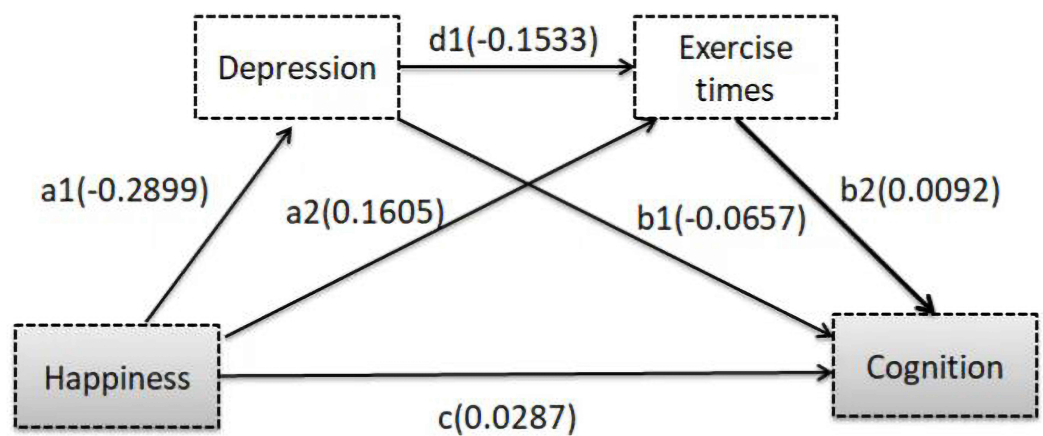 d1(-0.1533)
Depression
Exercise
times
a1(-0.2899)
a2(0.1605)
b1(-0.0657)
b2(0.0092)
Happiness
Cognition
c(0.0287)